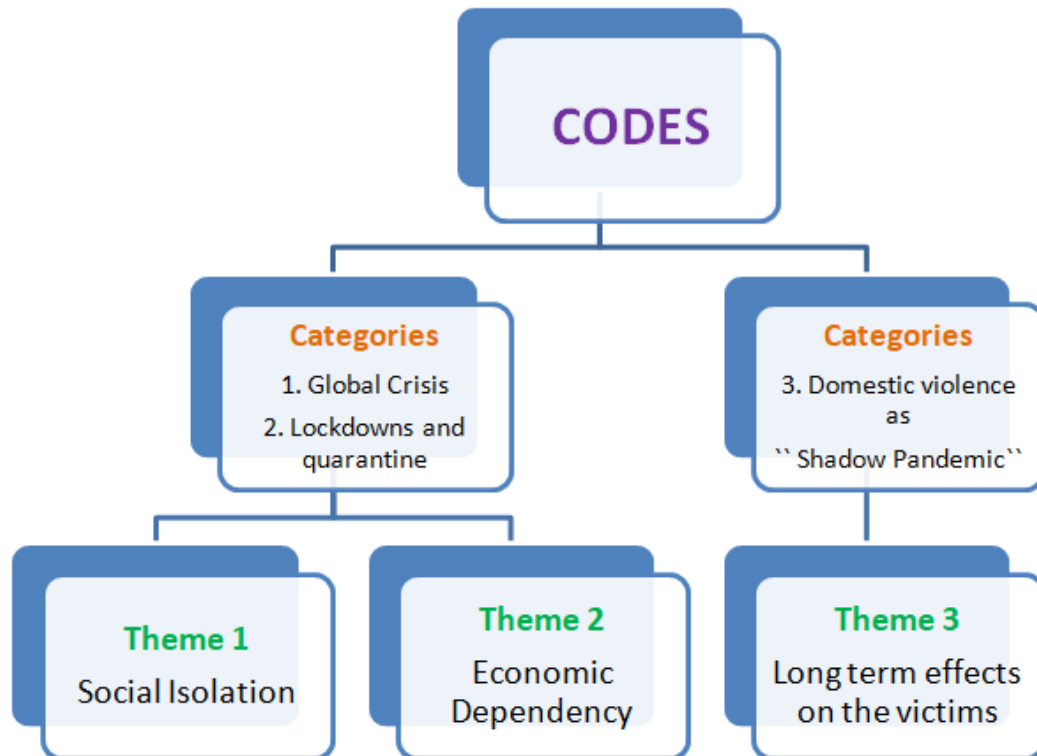 CODES
Categories
1. Global Crisis
2. Lockdowns and
quarantine
Categories
3. Domestic violence
as
`` Shadow Pandemic``
Theme 1
Social Isolation
Theme 2
Economic
Dependency
Theme 3
Long term effects
on the victims